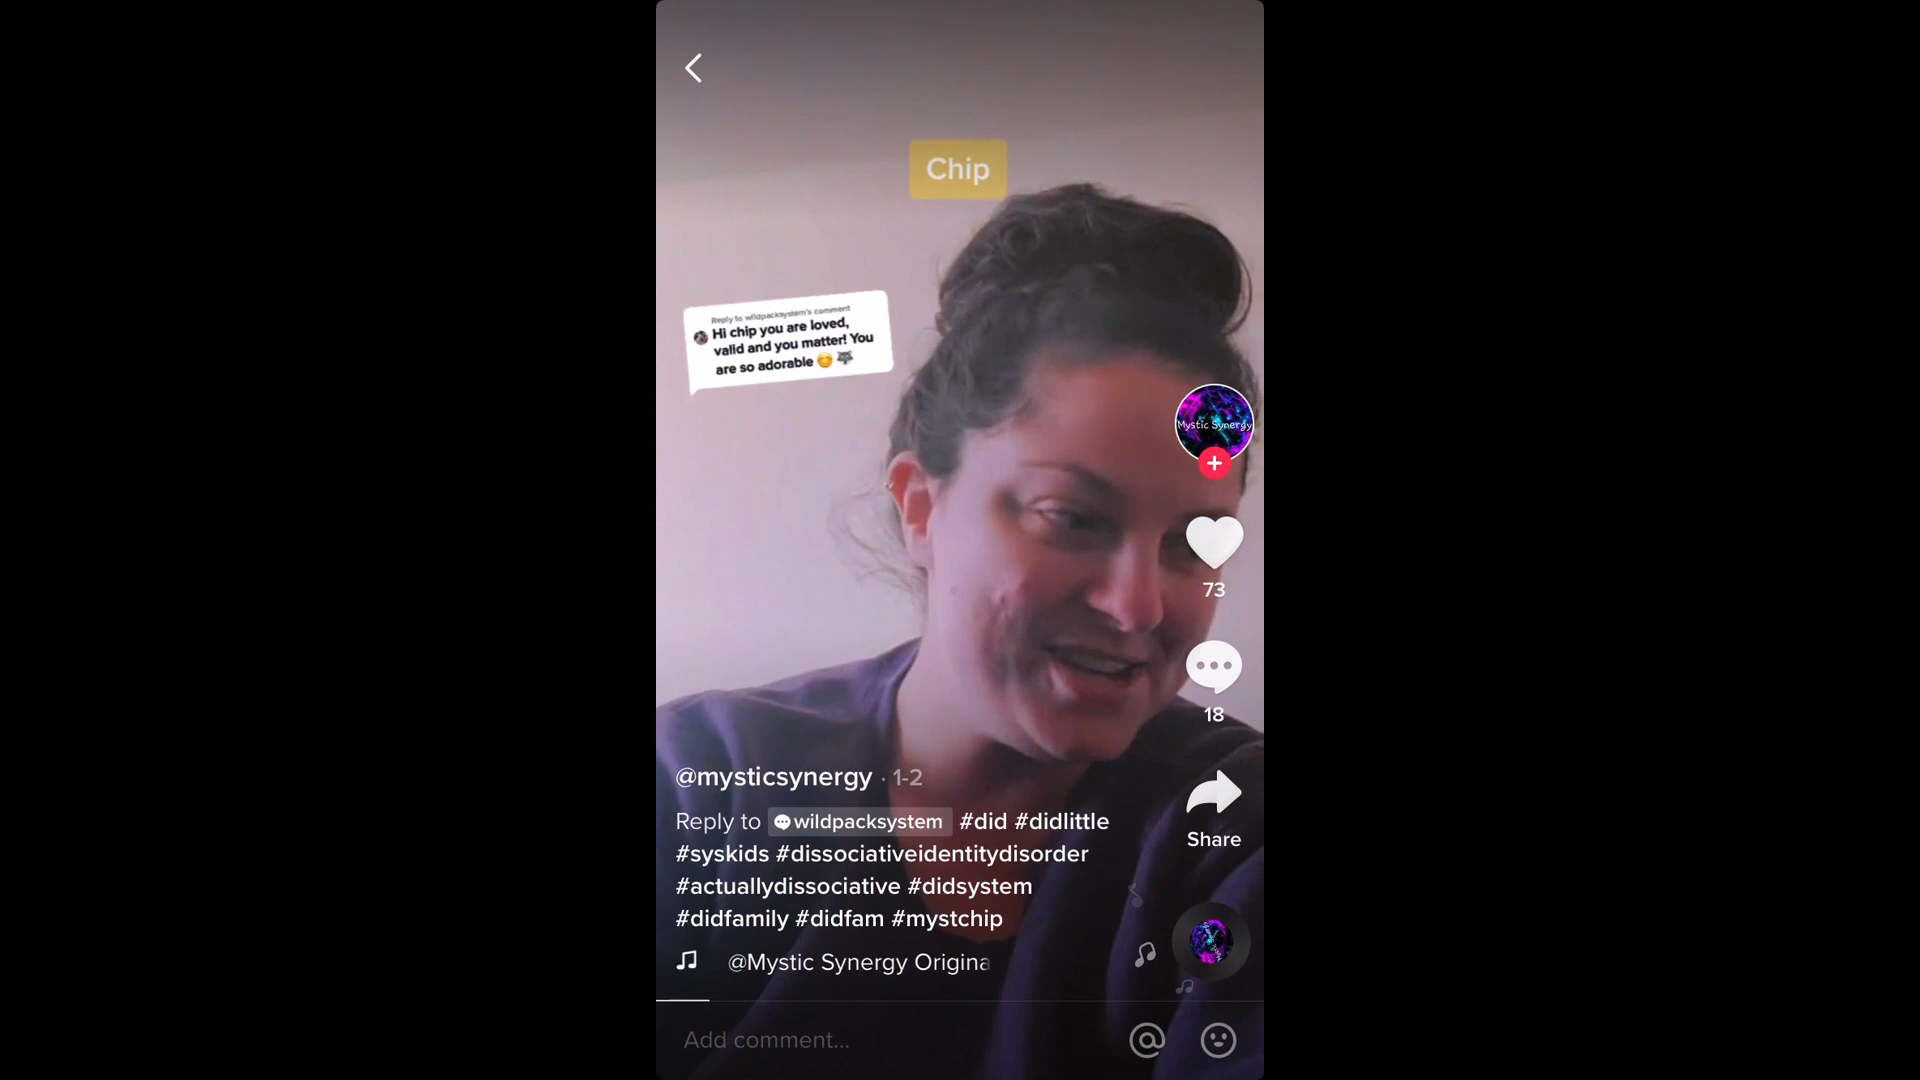 Chip
Reply to wildpacksystem's comment
Hi chip you are loved,
valid and you matter! You
are so adorable 😊 🐺
Mystic Synergy
73
18
@mysticsynergy · 1-2
Reply to wildpacksystem #did #didlittle
#syskids #dissociativeidentitydisorder
#actuallydissociative #didsystem
#didfamily #didfam #mystchip
Share
@Mystic Synergy Origina
Add comment...